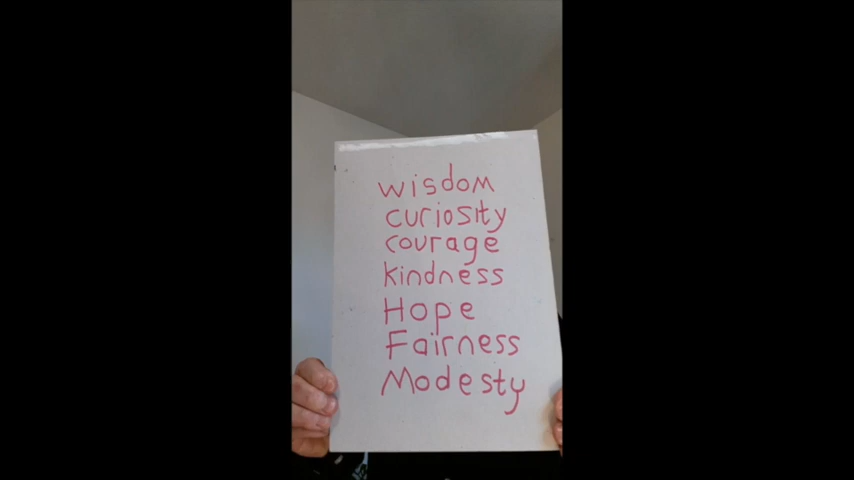 wisdom
curiosity
courage
kindness
Hope
Fairness
Modesty